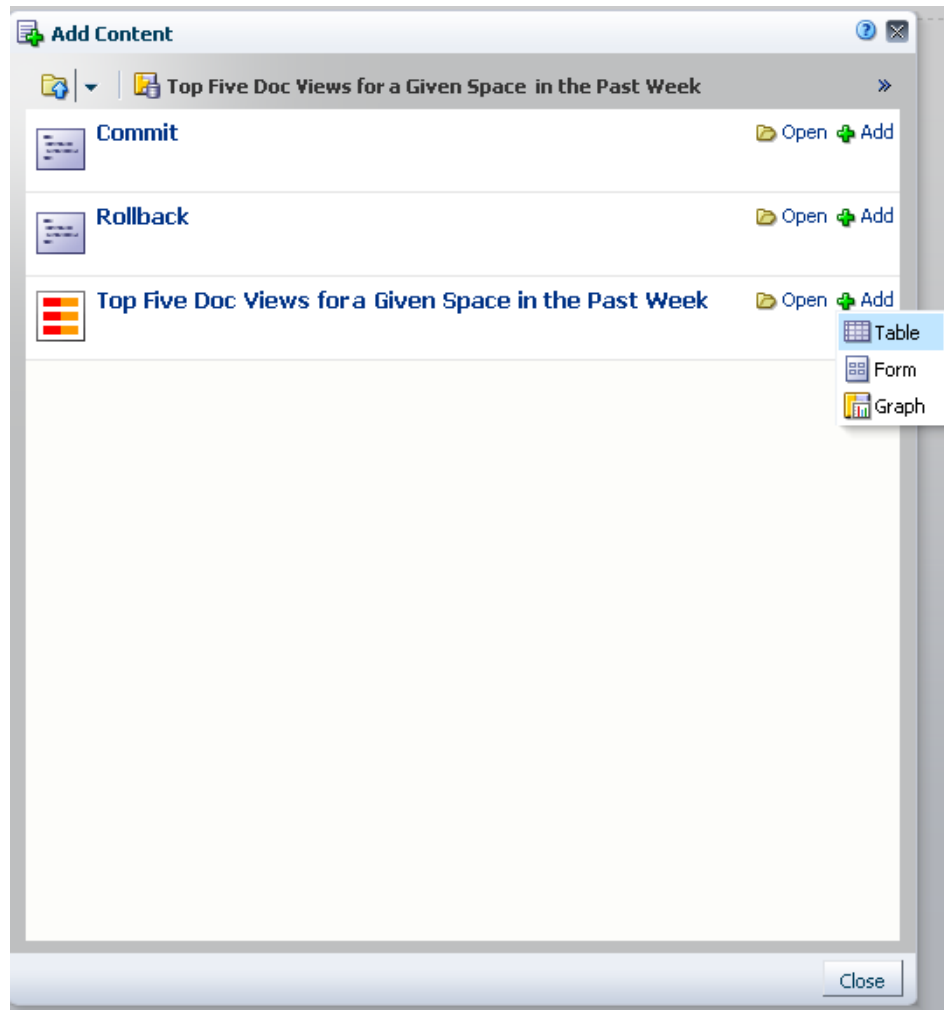 Add Content
Top Five Doc Views for a Given Space in the Past Week
Commit Open Add
Rollback Open Add
Top Five Doc Views for a Given Space in the Past Week Open Add
Table
Form
Graph
Close